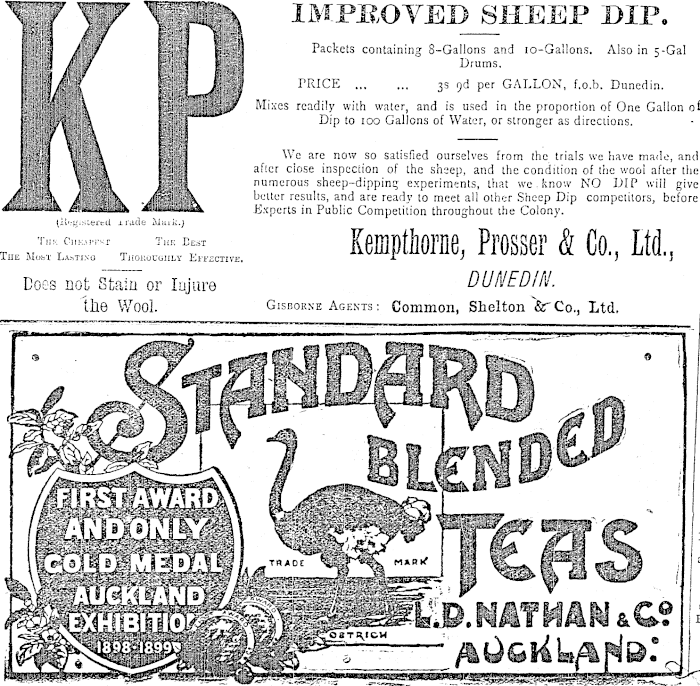 KP
(Registered Trade Mark.)
THE CHEAPEST THE BEST
THE MOST LASTING THOROUGHLY EFFECTIVE.
Does not Stain or Injure
the Wool.
IMPROVED SHEEP DIP.
Packets containing 8-Gallons and 10-Gallons. Also in 5-Gal
Drums.
PRICE ... ... 3s 9d per GALLON, f.o.b. Dunedin.
Mixes readily with water, and is used in the proportion of One Gallon of
Dip to 100 Gallons of Water, or stronger as directions.
We are now so satisfied ourselves from the trials we have made, and
after close inspection of the sheep, and the condition of the wool after the
numerous sheep-dipping experiments, that we know NO DIP will give
better results, and are ready to meet all other Sheep Dip competitors, before
Experts in Public Competition throughout the Colony.
Kempthorne, Prosser & Co., Ltd.,
DUNEDIN.
GISBORNE AGENTS: Common, Shelton & Co., Ltd.
STANDARD
BLENDED
TEAS
FIRST AWARD
AND ONLY
GOLD MEDAL
AUCKLAND
EXHIBITIO
1898-1899
TRADE MARK
OSTRICH
L.D. NATHAN & Co
AUCKLAND: